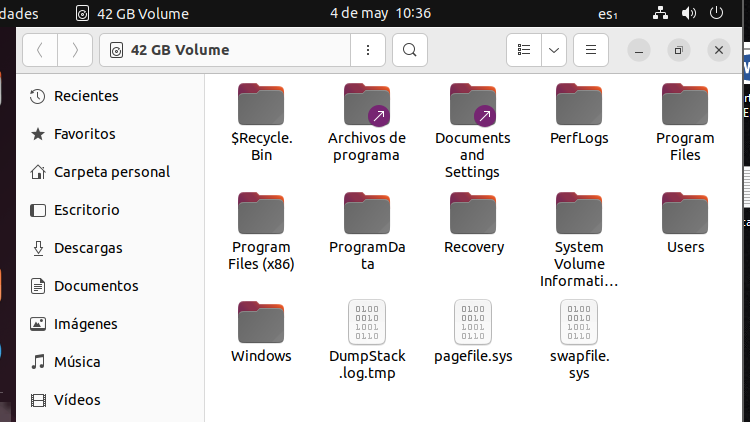 dades 42 GB Volume 4 de may 10:36 es₁
42 GB Volume
Recientes
Favoritos
Carpeta personal
Escritorio
Descargas
Documentos
Imágenes
Música
Vídeos
$Recycle.
Bin
Archivos de
programa
Documents
and
Settings
PerfLogs
Program
Files
Program
Files (x86)
ProgramDa
ta
Recovery
System
Volume
Informati…
Users
Windows
DumpStack
.log.tmp
pagefile.sys
swapfile.
sys